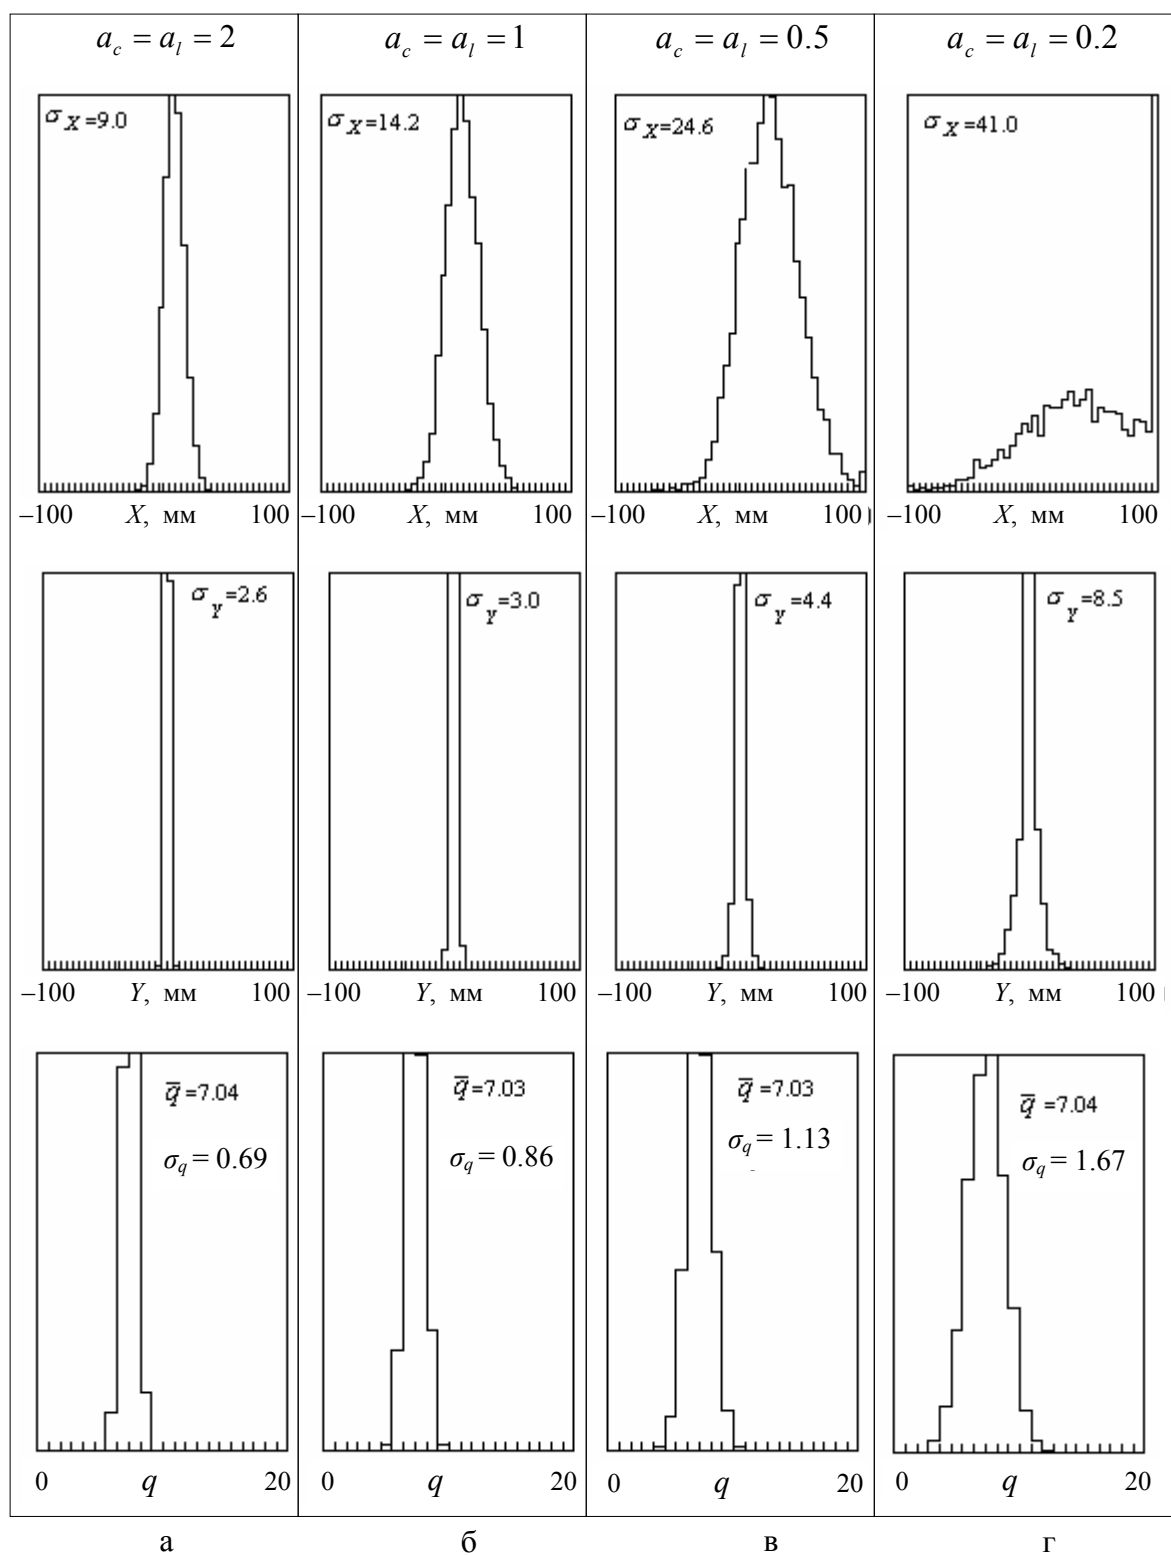 a_c = a_l = 2
a_c = a_l = 1
a_c = a_l = 0.5
a_c = a_l = 0.2
σ_X=9.0
σ_X=14.2
σ_X=24.6
σ_X=41.0
–100 X, мм 100
–100 X, мм 100
–100 X, мм 100
–100 X, мм 100
σ_y=2.6
σ_y=3.0
σ_y=4.4
σ_y=8.5
–100 Y, мм 100
–100 Y, мм 100
–100 Y, мм 100
–100 Y, мм 100
q̅=7.04
q̅=7.03
q̅=7.03
q̅=7.04
σ_q = 0.69
σ_q = 0.86
σ_q = 1.13
σ_q = 1.67
0 q 20
0 q 20
0 q 20
0 q 20
а
б
в
г